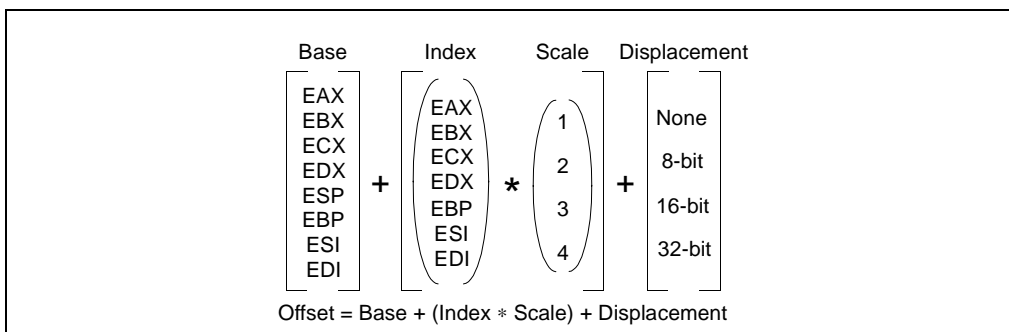 Base Index Scale Displacement
EAX
EBX
ECX
EDX
ESP
EBP
ESI
EDI
+
EAX
EBX
ECX
EDX
EBP
ESI
EDI
*
1
2
3
4
+
None
8-bit
16-bit
32-bit
Offset = Base + (Index * Scale) + Displacement